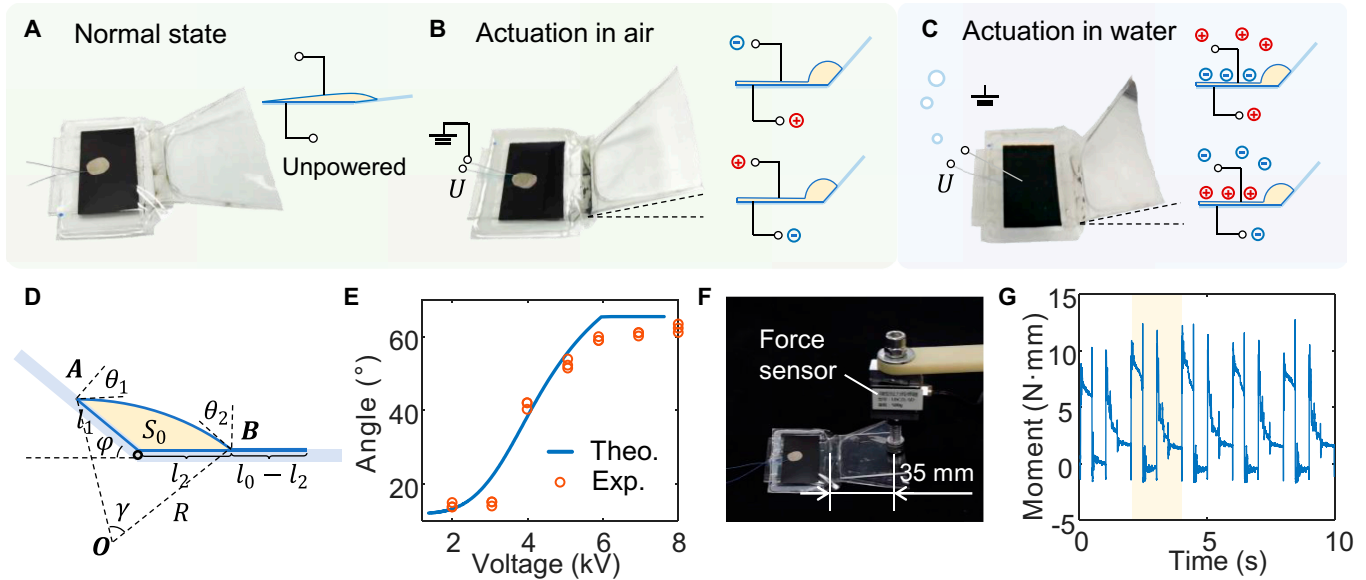 A Normal state
Unpowered
B Actuation in air
U
⊖
⊕
⊕
⊖
C Actuation in water
U
⊕ ⊕ ⊕
⊖ ⊖ ⊖
⊕
⊖ ⊖ ⊖
⊕ ⊕ ⊕
⊖
D
A
θ₁
l₁
S₀
θ₂
B
φ
l₂
l₀ − l₂
γ
R
O
E
Angle (°)
60
40
20
Theo.
Exp.
2 4 6 8
Voltage (kV)
F
Force
sensor
35 mm
G
Moment (N·mm)
15
10
5
0
-5
0 5 10
Time (s)